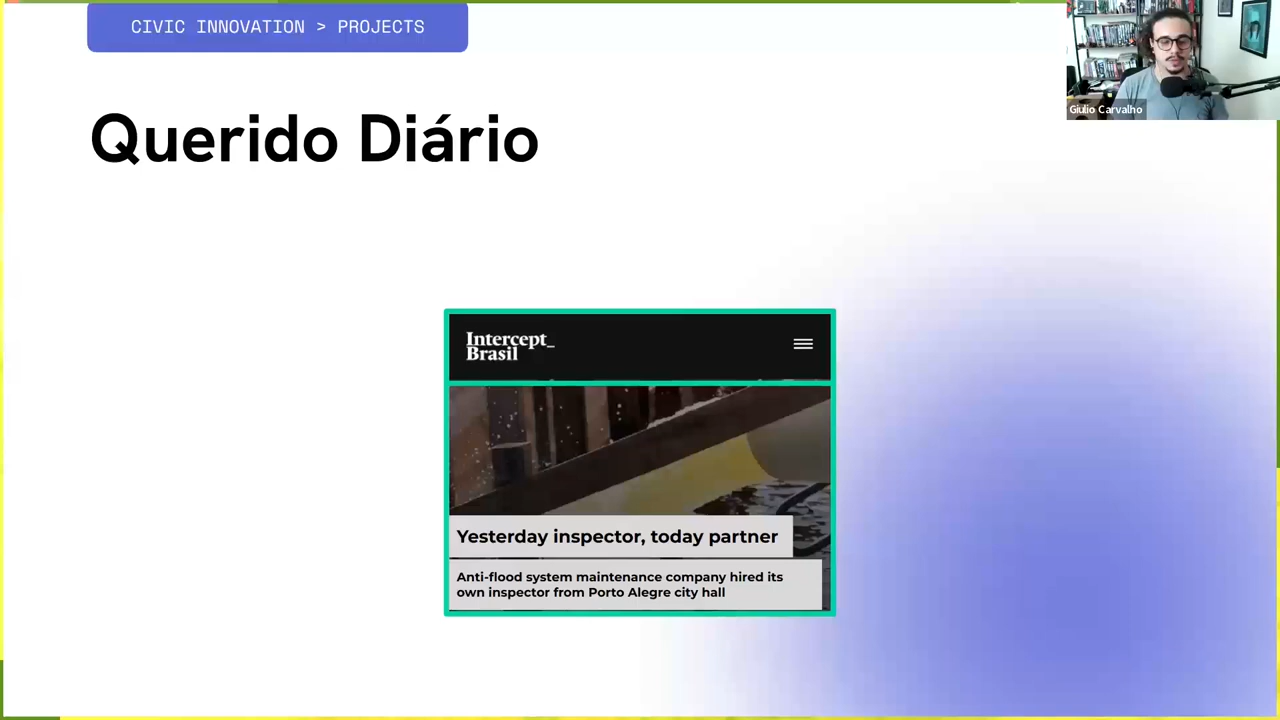 CIVIC INNOVATION > PROJECTS
Giulio Carvalho
Querido Diário
Intercept_
Brasil
Yesterday inspector, today partner
Anti-flood system maintenance company hired its
own inspector from Porto Alegre city hall